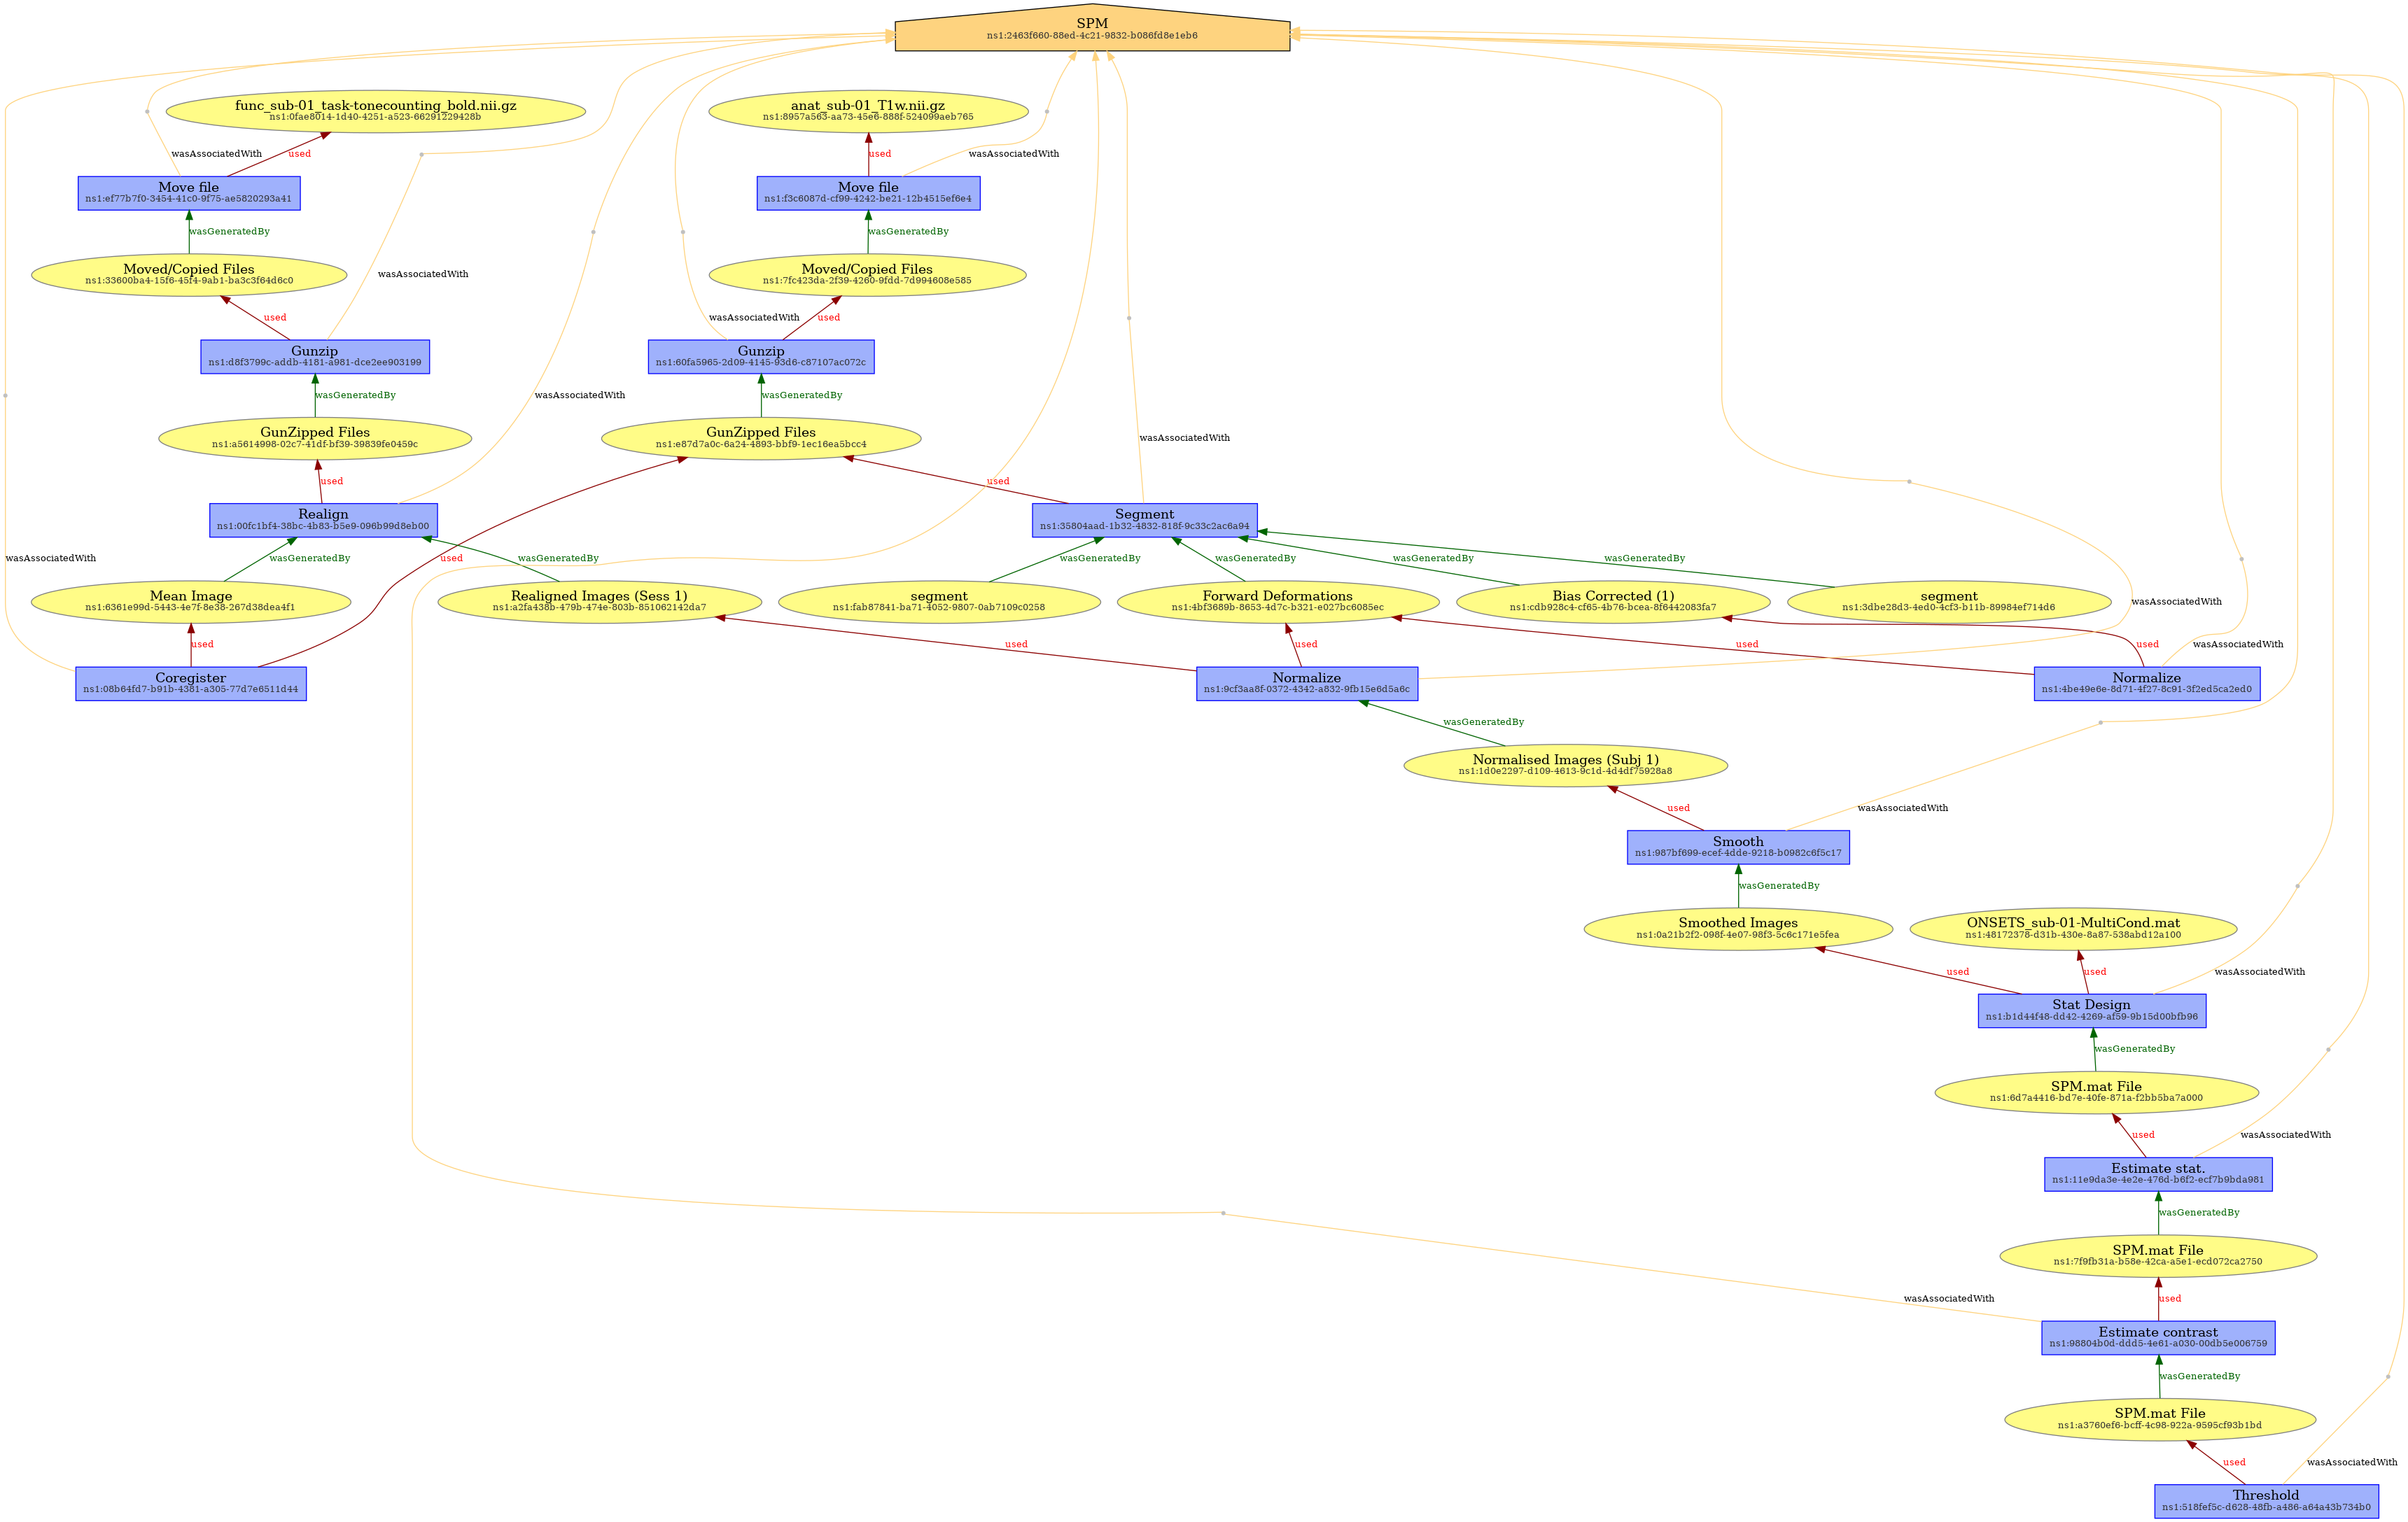 SPM
ns1:2463f660-88ed-4c21-9832-b086fd8e1eb6
func_sub-01_task-tonecounting_bold.nii.gz
ns1:0fae8014-1d40-4251-a523-66291229428b
anat_sub-01_T1w.nii.gz
ns1:8957a563-aa73-45e6-888f-524099aeb765
wasAssociatedWith
used
used
wasAssociatedWith
Move file
ns1:ef77b7f0-3454-41c0-9f75-ae5820293a41
Move file
ns1:f3c6087d-cf99-4242-be21-12b4515ef6e4
wasGeneratedBy
wasGeneratedBy
Moved/Copied Files
ns1:33600ba4-15f6-45f4-9ab1-ba3c3f64d6c0
wasAssociatedWith
Moved/Copied Files
ns1:7fc423da-2f39-4260-9fdd-7d994608e585
used
wasAssociatedWith
used
Gunzip
ns1:d8f3799c-addb-4181-a981-dce2ee903199
Gunzip
ns1:60fa5965-2d09-4145-93d6-c87107ac072c
wasGeneratedBy
wasAssociatedWith
wasGeneratedBy
GunZipped Files
ns1:a5614998-02c7-41df-bf39-39839fe0459c
GunZipped Files
ns1:e87d7a0c-6a24-4893-bbf9-1ec16ea5bcc4
wasAssociatedWith
used
used
Realign
ns1:00fc1bf4-38bc-4b83-b5e9-096b99d8eb00
Segment
ns1:35804aad-1b32-4832-818f-9c33c2ac6a94
wasAssociatedWith
wasGeneratedBy
used
wasGeneratedBy
wasGeneratedBy
wasGeneratedBy
wasGeneratedBy
wasGeneratedBy
Mean Image
ns1:6361e99d-5443-4e7f-8e38-267d38dea4f1
Realigned Images (Sess 1)
ns1:a2fa438b-479b-474e-803b-851062142da7
segment
ns1:fab87841-ba71-4052-9807-0ab7109c0258
Forward Deformations
ns1:4bf3689b-8653-4d7c-b321-e027bc6085ec
Bias Corrected (1)
ns1:cdb928c4-cf65-4b76-bcea-8f6442083fa7
segment
ns1:3dbe28d3-4ed0-4cf3-b11b-89984ef714d6
wasAssociatedWith
used
used
used
used
used
wasAssociatedWith
Coregister
ns1:08b64fd7-b91b-4381-a305-77d7e6511d44
Normalize
ns1:9cf3aa8f-0372-4342-a832-9fb15e6d5a6c
Normalize
ns1:4be49e6e-8d71-4f27-8c91-3f2ed5ca2ed0
wasGeneratedBy
Normalised Images (Subj 1)
ns1:1d0e2297-d109-4613-9c1d-4d4df75928a8
used
wasAssociatedWith
Smooth
ns1:987bf699-ecef-4dde-9218-b0982c6f5c17
wasGeneratedBy
Smoothed Images
ns1:0a21b2f2-098f-4e07-98f3-5c6c171e5fea
ONSETS_sub-01-MultiCond.mat
ns1:48172378-d31b-430e-8a87-538abd12a100
used
used
wasAssociatedWith
Stat Design
ns1:b1d44f48-dd42-4269-af59-9b15d00bfb96
wasGeneratedBy
SPM.mat File
ns1:6d7a4416-bd7e-40fe-871a-f2bb5ba7a000
used
wasAssociatedWith
Estimate stat.
ns1:11e9da3e-4e2e-476d-b6f2-ecf7b9bda981
wasGeneratedBy
SPM.mat File
ns1:7f9fb31a-b58e-42ca-a5e1-ecd072ca2750
wasAssociatedWith
used
Estimate contrast
ns1:98804b0d-ddd5-4e61-a030-00db5e006759
wasGeneratedBy
SPM.mat File
ns1:a3760ef6-bcff-4c98-922a-9595cf93b1bd
used
wasAssociatedWith
Threshold
ns1:518fef5c-d628-48fb-a486-a64a43b734b0